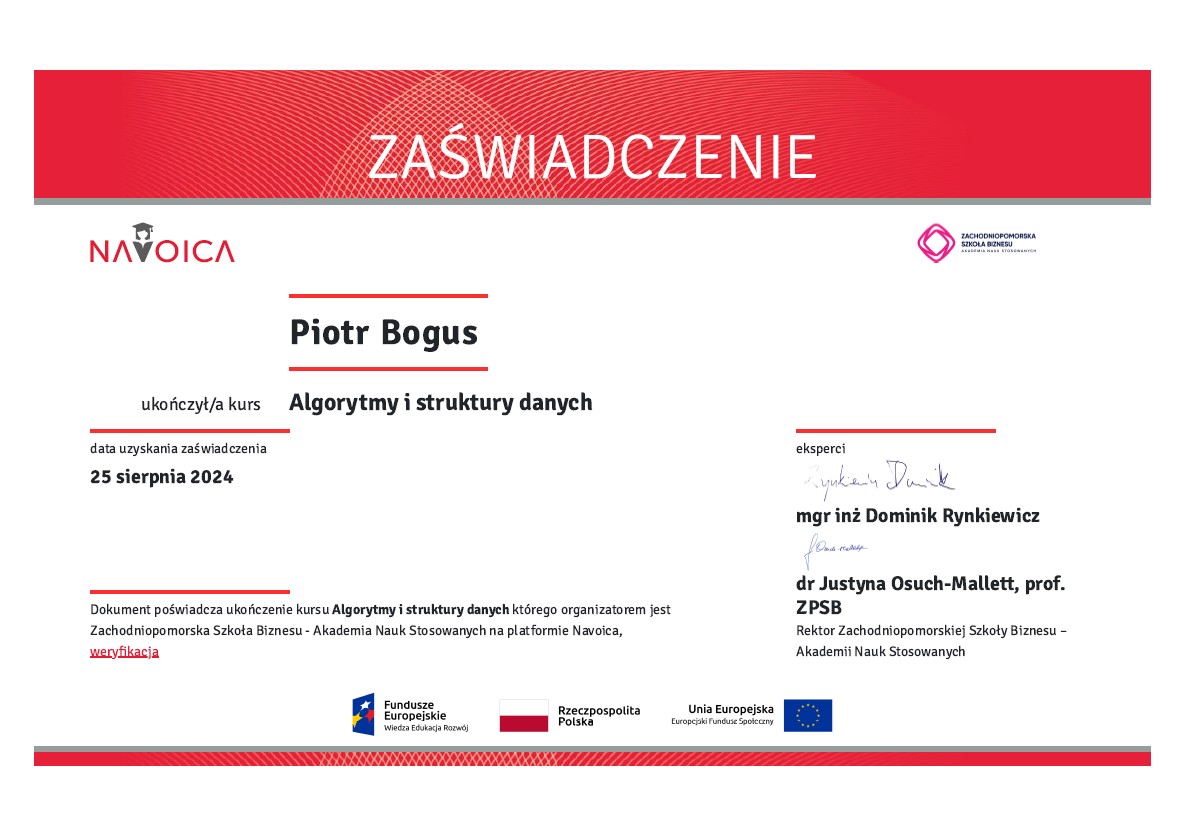 ZAŚWIADCZENIE
NAVOICA
ZACHODNIOPOMORSKA
SZKOŁA BIZNESU
AKADEMIA NAUK STOSOWANYCH
Piotr Bogus
ukończył/a kurs Algorytmy i struktury danych
data uzyskania zaświadczenia
25 sierpnia 2024
eksperci
Rynkiewicz Dominik
mgr inż Dominik Rynkiewicz
dr Justyna Osuch-Mallett, prof.
ZPSB
Rektor Zachodniopomorskiej Szkoły Biznesu –
Akademii Nauk Stosowanych
Dokument poświadcza ukończenie kursu Algorytmy i struktury danych którego organizatorem jest
Zachodniopomorska Szkoła Biznesu - Akademia Nauk Stosowanych na platformie Navoica,
weryfikacja
Fundusze
Europejskie
Wiedza Edukacja Rozwój
Rzeczpospolita
Polska
Unia Europejska
Europejski Fundusz Społeczny